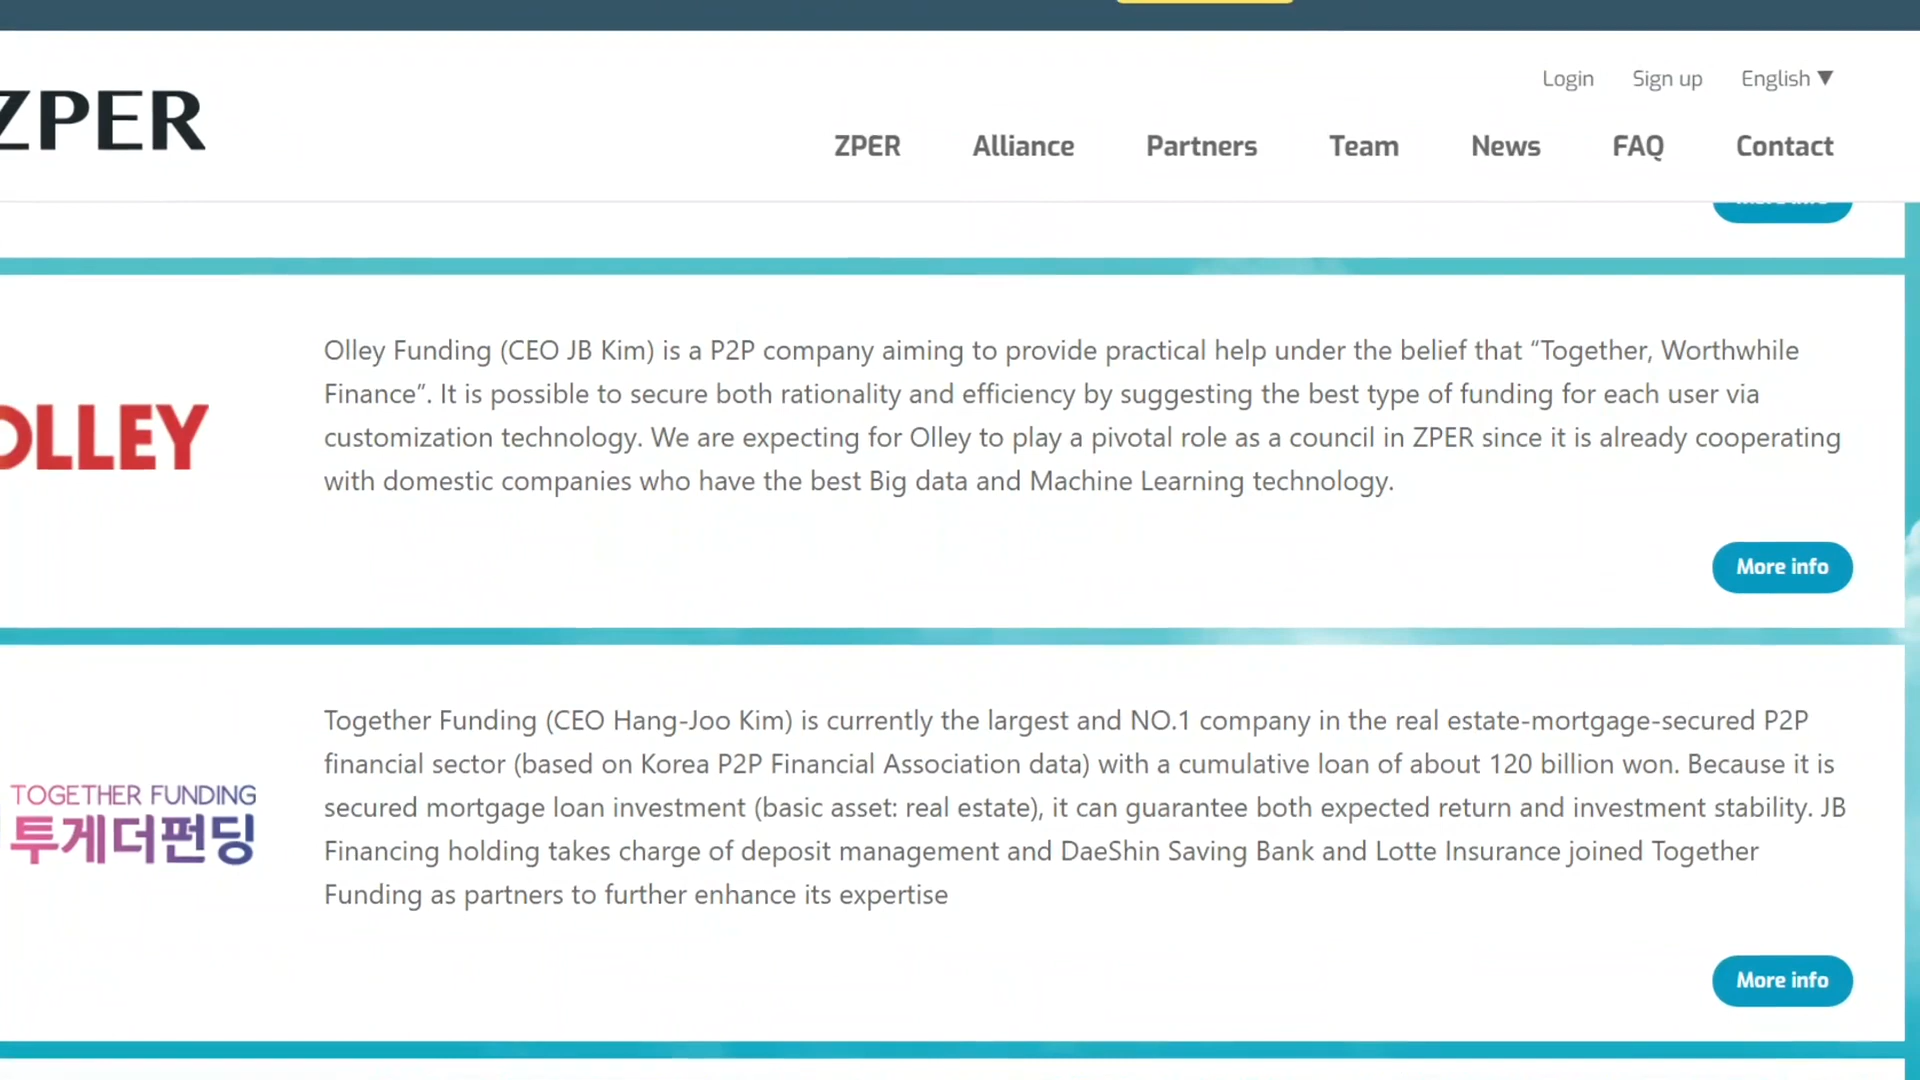 Login Sign up English ▼
ZPER
ZPER Alliance Partners Team News FAQ Contact
Olley Funding (CEO JB Kim) is a P2P company aiming to provide practical help under the belief that “Together, Worthwhile
Finance”. It is possible to secure both rationality and efficiency by suggesting the best type of funding for each user via
customization technology. We are expecting for Olley to play a pivotal role as a council in ZPER since it is already cooperating
with domestic companies who have the best Big data and Machine Learning technology.
OLLEY
More info
Together Funding (CEO Hang-Joo Kim) is currently the largest and NO.1 company in the real estate-mortgage-secured P2P
financial sector (based on Korea P2P Financial Association data) with a cumulative loan of about 120 billion won. Because it is
secured mortgage loan investment (basic asset: real estate), it can guarantee both expected return and investment stability. JB
Financing holding takes charge of deposit management and DaeShin Saving Bank and Lotte Insurance joined Together
Funding as partners to further enhance its expertise
TOGETHER FUNDING
투게더펀딩
More info